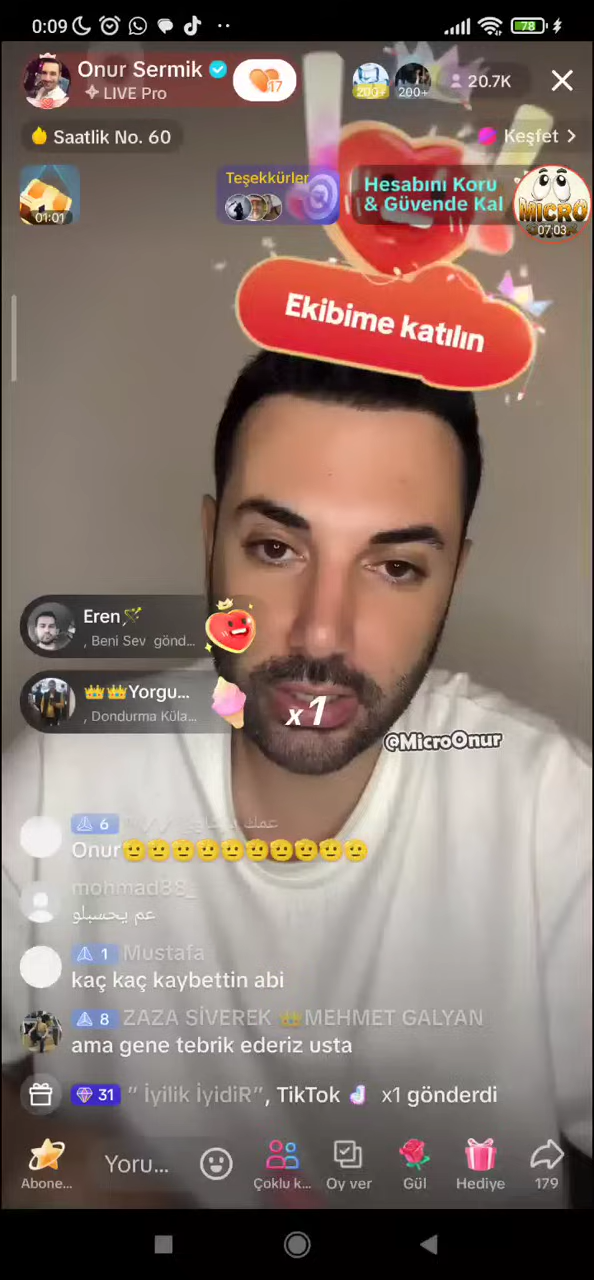 0:09
78
Onur Sermik
LIVE Pro
17
200+
200+
20.7K
Saatlik No. 60
Keşfet
01:01
Teşekkürler
Hesabını Koru
& Güvende Kal
MICRO
07:03
Ekibime katılın
Eren
, Beni Sev gönd...
Yorgu...
, Dondurma Küla...
x1
@MicroOnur
6
Onur
mohmad88_
عم يحسبلو
1 Mustafa
kaç kaç kaybettin abi
8 ZAZA SİVEREK MEHMET GALYAN
ama gene tebrik ederiz usta
31 " İyilik İyidiR", TikTok x1 gönderdi
Abone...
Yoru...
Çoklu k...
Oy ver
Gül
Hediye
179